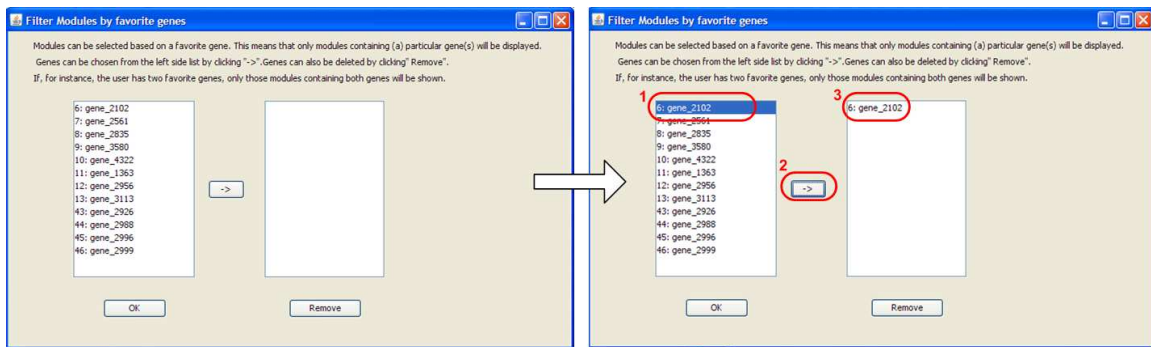 Filter Modules by favorite genes
Modules can be selected based on a favorite gene. This means that only modules containing (a) particular gene(s) will be displayed.
Genes can be chosen from the left side list by clicking "->".Genes can also be deleted by clicking" Remove".
If, for instance, the user has two favorite genes, only those modules containing both genes will be shown.
6: gene_2102
7: gene_2561
8: gene_2835
9: gene_3580
10: gene_4322
11: gene_1363
12: gene_2956
13: gene_3113
43: gene_2926
44: gene_2988
45: gene_2996
46: gene_2999
->
OK
Remove
Filter Modules by favorite genes
Modules can be selected based on a favorite gene. This means that only modules containing (a) particular gene(s) will be displayed.
Genes can be chosen from the left side list by clicking "->".Genes can also be deleted by clicking" Remove".
If, for instance, the user has two favorite genes, only those modules containing both genes will be shown.
1
6: gene_2102
7: gene_2561
8: gene_2835
9: gene_3580
10: gene_4322
11: gene_1363
12: gene_2956
13: gene_3113
43: gene_2926
44: gene_2988
45: gene_2996
46: gene_2999
2
->
3
6: gene_2102
OK
Remove